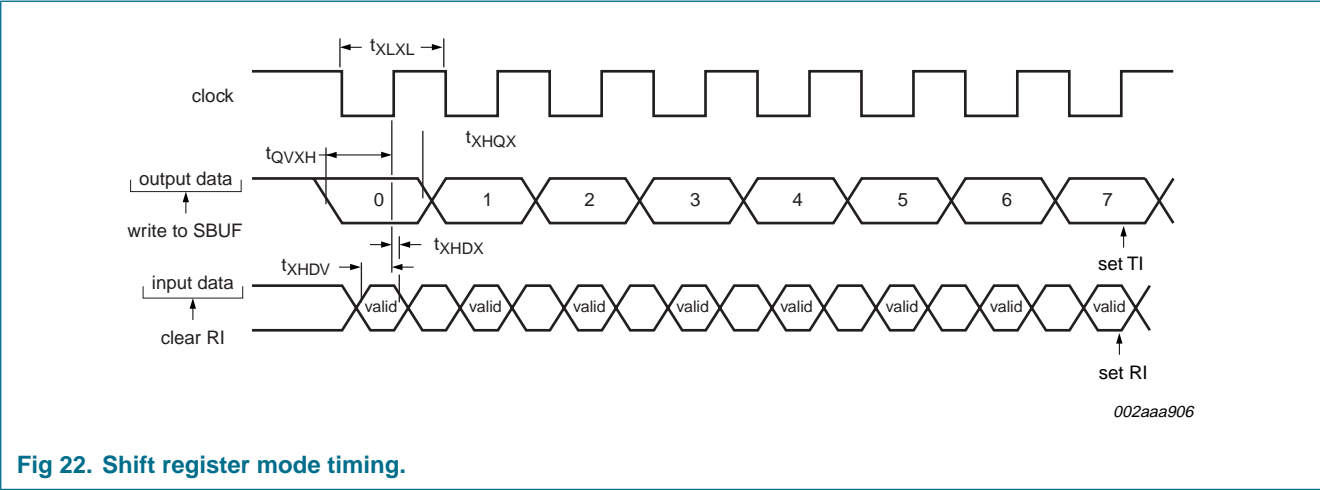 tXLXL
clock
tXHQX
tQVXH
output data
0 1 2 3 4 5 6 7
write to SBUF
tXHDX
set TI
tXHDV
input data
valid valid valid valid valid valid valid valid
clear RI
set RI
002aaa906
Fig 22. Shift register mode timing.